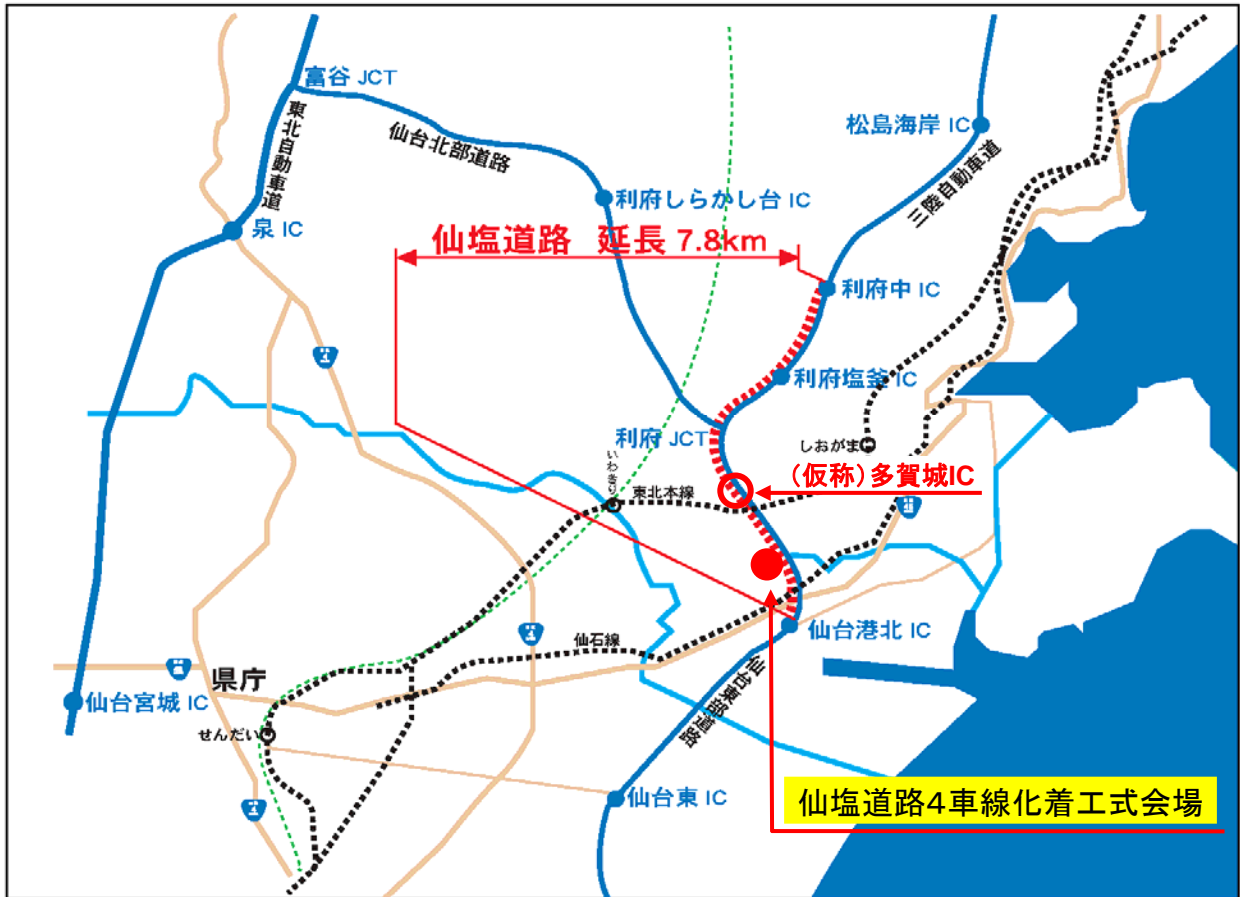 富谷 JCT
東北自動車道
仙台北部道路
松島海岸 IC
三陸自動車道
利府しらかし台 IC
泉 IC
仙塩道路 延長 7.8km
利府中 IC
利府塩釜 IC
利府 JCT
しおがま
いわきり
東北本線
(仮称)多賀城IC
仙石線
仙台港北 IC
県庁
仙台宮城 IC
せんだい
仙台東部道路
仙台東 IC
仙塩道路4車線化着工式会場